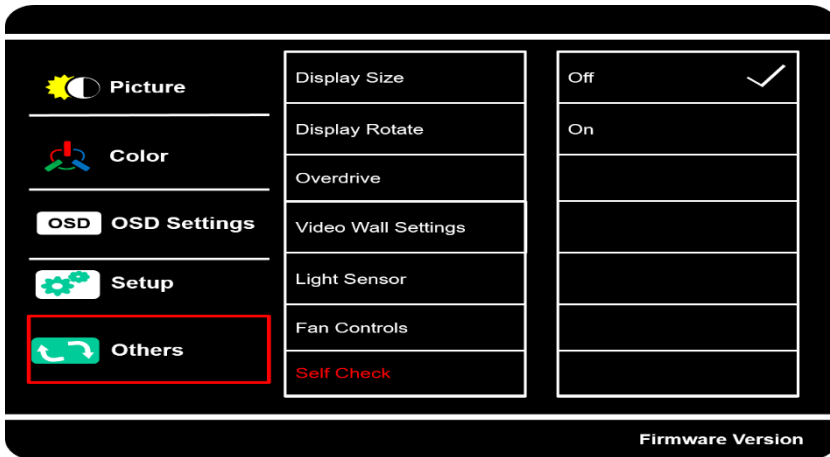 Picture
Color
OSD OSD Settings
Setup
Others
Display Size
Display Rotate
Overdrive
Video Wall Settings
Light Sensor
Fan Controls
Self Check
Off
On
Firmware Version